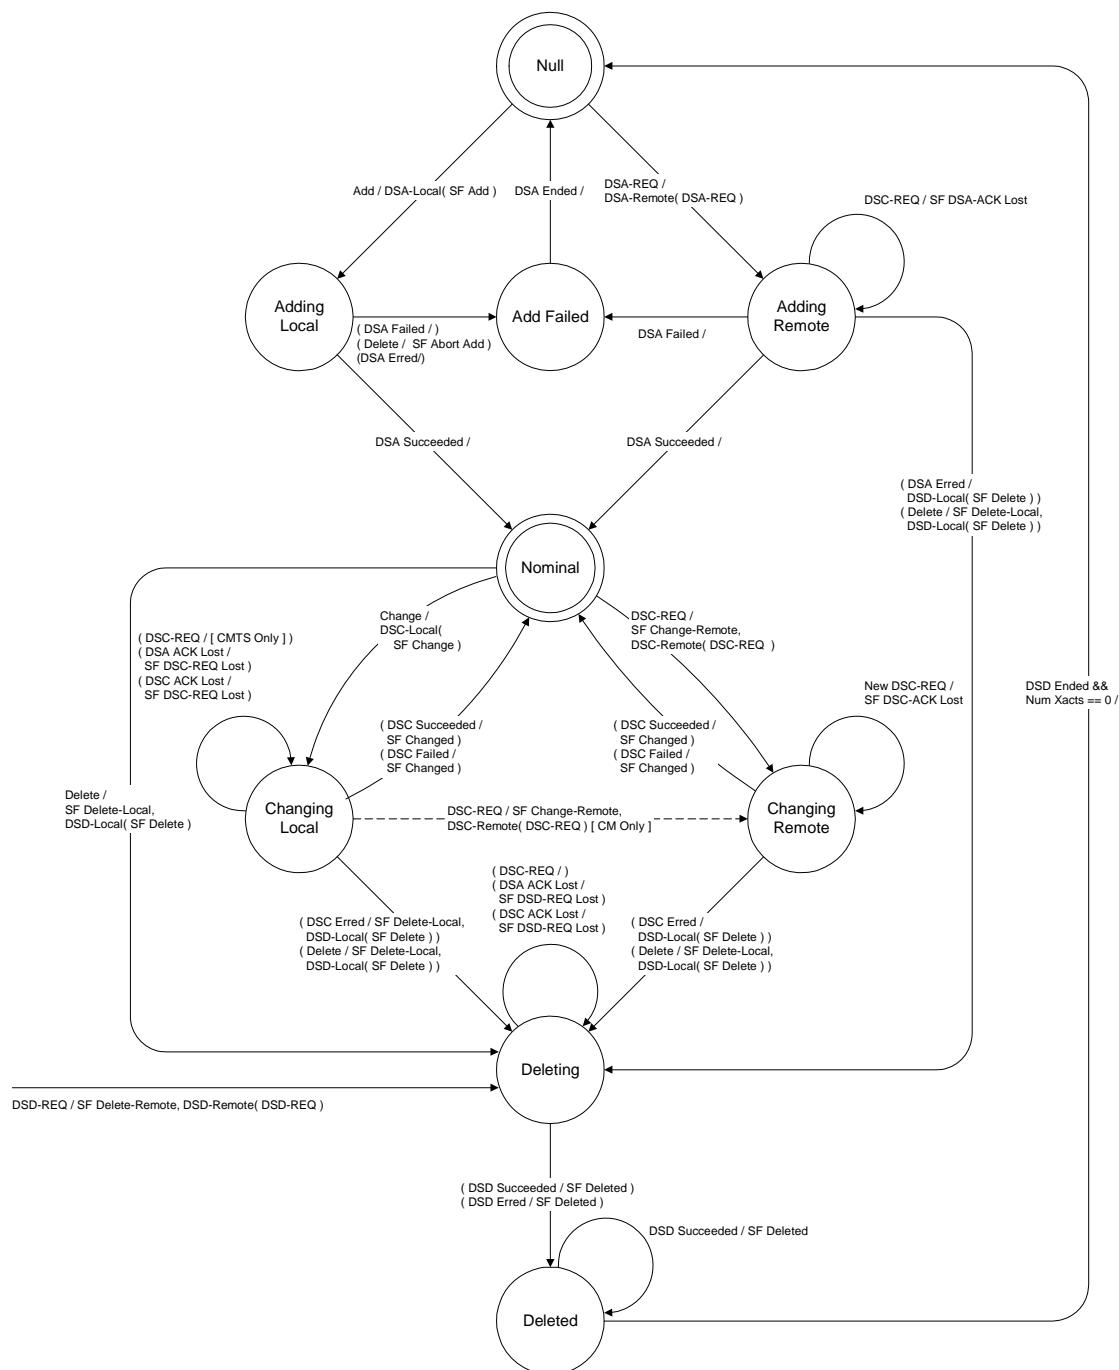 Null
Add / DSA-Local( SF Add )
DSA Ended /
DSA-REQ /
DSA-Remote( DSA-REQ )
DSC-REQ / SF DSA-ACK Lost
Adding
Local
Add Failed
Adding
Remote
( DSA Failed / )
( Delete / SF Abort Add )
(DSA Erred/)
DSA Failed /
DSA Succeeded /
DSA Succeeded /
( DSA Erred /
DSD-Local( SF Delete ) )
( Delete / SF Delete-Local,
DSD-Local( SF Delete ) )
Nominal
Change /
DSC-Local(
SF Change )
DSC-REQ /
SF Change-Remote,
DSC-Remote( DSC-REQ )
( DSC-REQ / [ CMTS Only ] )
( DSA ACK Lost /
SF DSC-REQ Lost )
( DSC ACK Lost /
SF DSC-REQ Lost )
New DSC-REQ /
SF DSC-ACK Lost
DSD Ended &&
Num Xacts == 0 /
( DSC Succeeded /
SF Changed )
( DSC Failed /
SF Changed )
( DSC Succeeded /
SF Changed )
( DSC Failed /
SF Changed )
Delete /
SF Delete-Local,
DSD-Local( SF Delete )
Changing
Local
DSC-REQ / SF Change-Remote,
DSC-Remote( DSC-REQ ) [ CM Only ]
Changing
Remote
( DSC-REQ / )
( DSA ACK Lost /
SF DSD-REQ Lost )
( DSC ACK Lost /
SF DSD-REQ Lost )
( DSC Erred / SF Delete-Local,
DSD-Local( SF Delete ) )
( Delete / SF Delete-Local,
DSD-Local( SF Delete ) )
( DSC Erred /
DSD-Local( SF Delete ) )
( Delete / SF Delete-Local,
DSD-Local( SF Delete ) )
Deleting
DSD-REQ / SF Delete-Remote, DSD-Remote( DSD-REQ )
( DSD Succeeded / SF Deleted )
( DSD Erred / SF Deleted )
DSD Succeeded / SF Deleted
Deleted